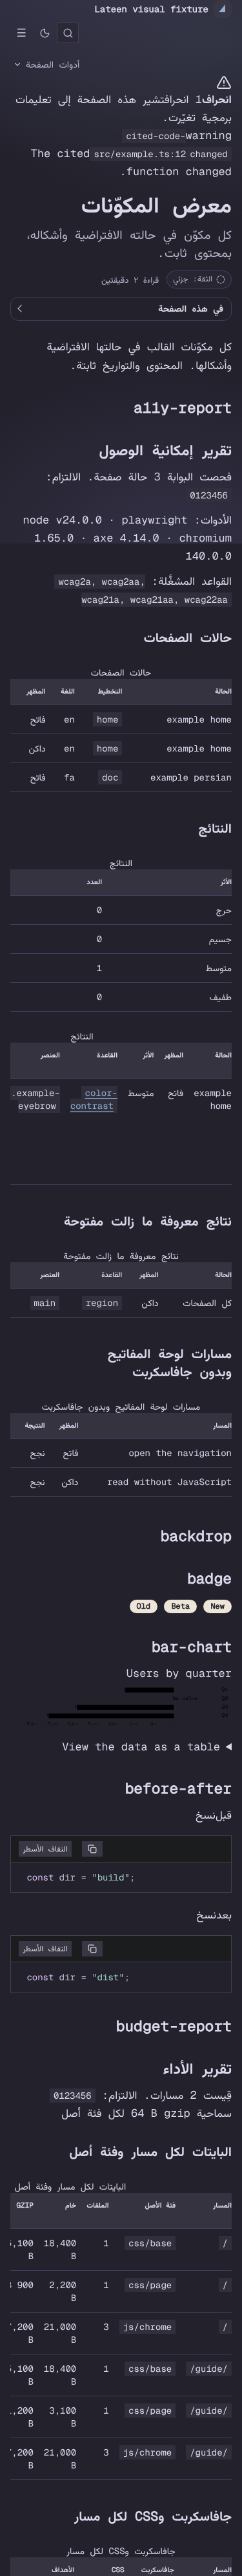 Lateen visual fixture
أدوات الصفحة
انحراف1 انحرافتشير هذه الصفحة إلى تعليمات
برمجية تغيّرت.
cited-code-warning
The cited src/example.ts:12 changed
function changed.
معرض المكوّنات
كل مكوّن في حالته الافتراضية وأشكاله،
بمحتوى ثابت.
الثقة: جزئي
قراءة ٢ دقيقتين
في هذه الصفحة
كل مكوّنات القالب في حالتها الافتراضية
وأشكالها. المحتوى والتواريخ ثابتة.
a11y-report
تقرير إمكانية الوصول
فحصت البوابة 3 حالة صفحة. الالتزام:
0123456
الأدوات: node v24.0.0 · playwright
1.65.0 · axe 4.14.0 · chromium
140.0.0
القواعد المشغَّلة: wcag2a, wcag2aa,
wcag21a, wcag21aa, wcag22aa
حالات الصفحات
حالات الصفحات
الحالة التخطيط اللغة المظهر
example home home en فاتح
example home home en داكن
example persian doc fa فاتح
النتائج
النتائج
الأثر العدد
حرج 0
جسيم 0
متوسط 1
طفيف 0
النتائج
الحالة المظهر الأثر القاعدة العنصر
example home فاتح متوسط color-contrast .example-eyebrow
نتائج معروفة ما زالت مفتوحة
نتائج معروفة ما زالت مفتوحة
الحالة المظهر القاعدة العنصر
كل الصفحات داكن region main
مسارات لوحة المفاتيح
وبدون جافاسكربت
مسارات لوحة المفاتيح وبدون جافاسكربت
المسار المظهر النتيجة
open the navigation فاتح نجح
read without JavaScript داكن نجح
backdrop
badge
New Beta Old
bar-chart
Users by quarter
View the data as a table
before-after
قبلنسخ
التفاف الأسطر
const dir = "build";
بعدنسخ
التفاف الأسطر
const dir = "dist";
budget-report
تقرير الأداء
قِيست 2 مسارات. الالتزام: 0123456
سماحية 64 B gzip لكل فئة أصل
البايتات لكل مسار وفئة أصل
البايتات لكل مسار وفئة أصل
المسار فئة الأصل الملفات خام GZIP
/ css/base 1 18,400 B
/ css/page 1 2,200 B
/ js/chrome 3 21,000 B
/guide/ css/base 1 18,400 B
/guide/ css/page 1 3,100 B
/guide/ js/chrome 3 21,000 B
جافاسكربت وCSS لكل مسار
جافاسكربت وCSS لكل مسار
المسار جافاسكربت CSS الأهداف